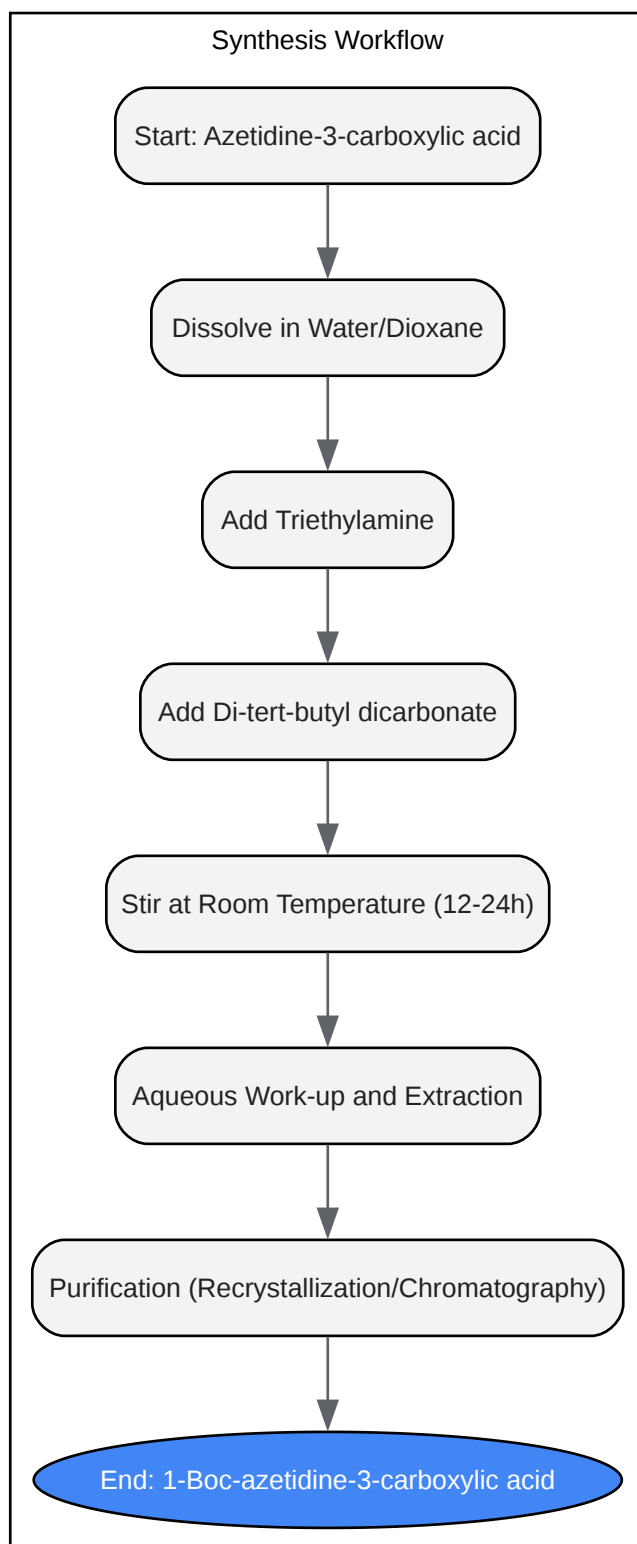 Synthesis Workflow
Start: Azetidine-3-carboxylic acid
Dissolve in Water/Dioxane
Add Triethylamine
Add Di-tert-butyl dicarbonate
Stir at Room Temperature (12-24h)
Aqueous Work-up and Extraction
Purification (Recrystallization/Chromatography)
End: 1-Boc-azetidine-3-carboxylic acid